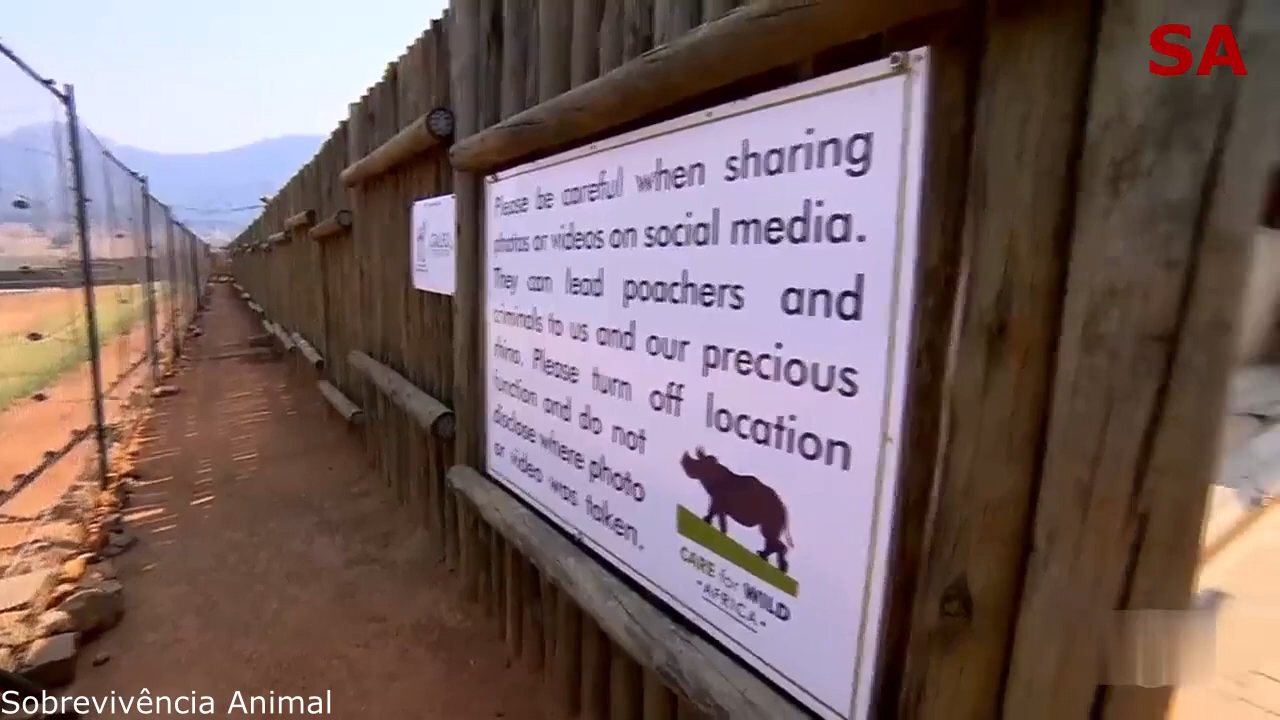 SA
Please be careful when sharing
photos or videos on social media.
They can lead poachers and
criminals to us and our precious
rhino. Please turn off location
function and do not
disclose where photo
or video was taken.
CARE for WILD
"AFRICA"
Sobrevivência Animal